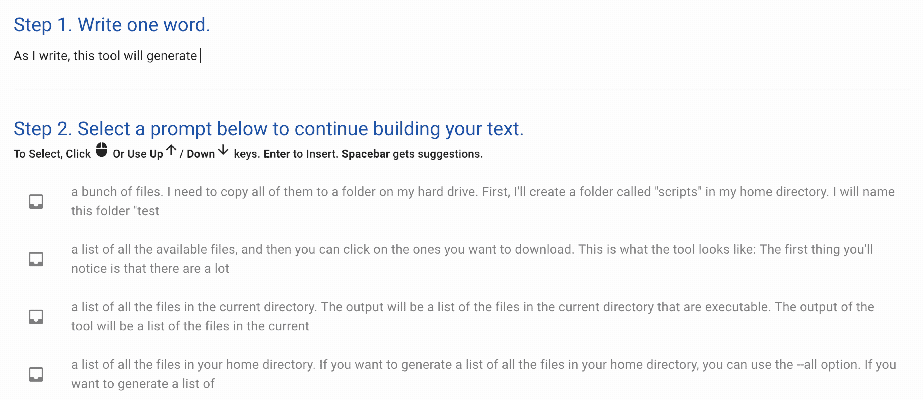 Step 1. Write one word.
As I write, this tool will generate
Step 2. Select a prompt below to continue building your text.
To Select, Click Or Use Up / Down keys. Enter to Insert. Spacebar gets suggestions.
a bunch of files. I need to copy all of them to a folder on my hard drive. First, I'll create a folder called "scripts" in my home directory. I will name
this folder "test
a list of all the available files, and then you can click on the ones you want to download. This is what the tool looks like: The first thing you'll
notice is that there are a lot
a list of all the files in the current directory. The output will be a list of the files in the current directory that are executable. The output of the
tool will be a list of the files in the current
a list of all the files in your home directory. If you want to generate a list of all the files in your home directory, you can use the --all option. If you
want to generate a list of